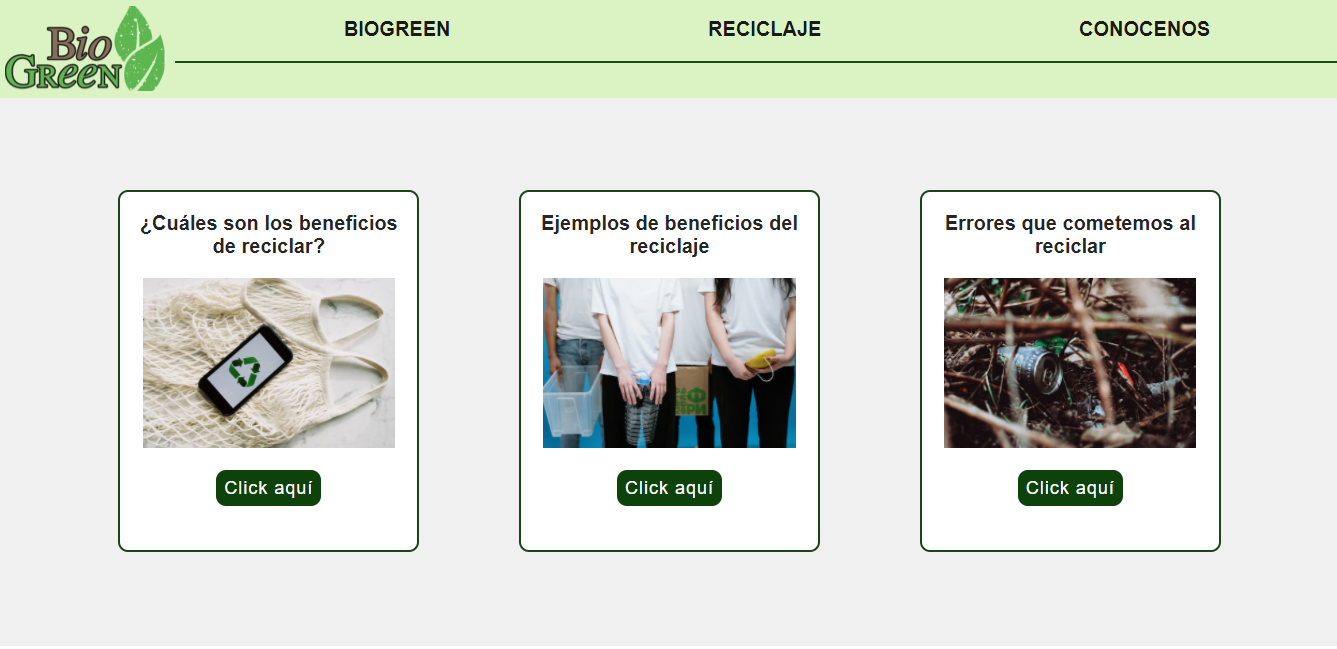 Bio
GREEN
BIOGREEN
RECICLAJE
CONOCENOS
¿Cuáles son los beneficios
de reciclar?
Ejemplos de beneficios del
reciclaje
Errores que cometemos al
reciclar
Click aquí
Click aquí
Click aquí